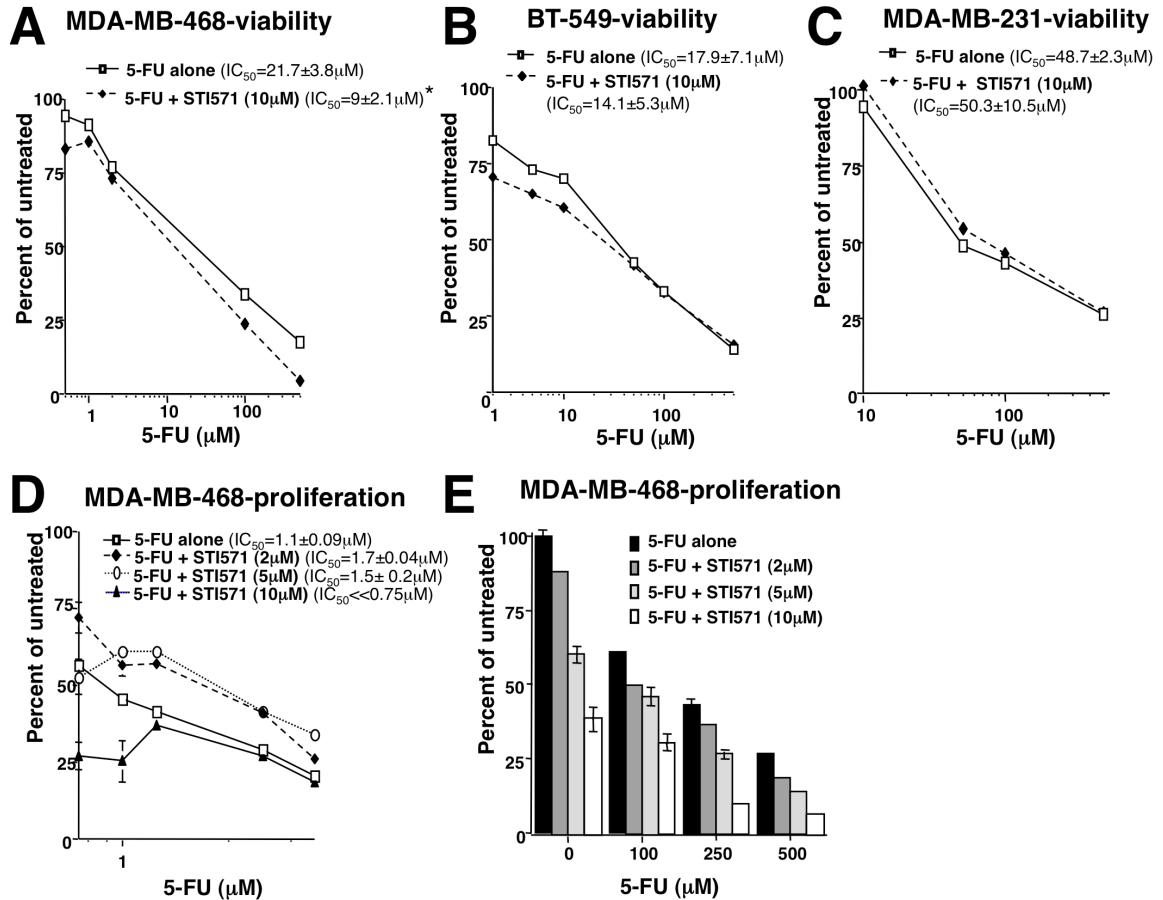 A
MDA-MB-468-viability
5-FU alone (IC50=21.7±3.8μM)
5-FU + STI571 (10μM) (IC50=9±2.1μM)*
Percent of untreated
100
75
50
25
0
1
10
100
5-FU (μM)
B
BT-549-viability
5-FU alone (IC50=17.9±7.1μM)
5-FU + STI571 (10μM)
(IC50=14.1±5.3μM)
Percent of untreated
100
75
50
25
0
1
10
100
5-FU (μM)
C
MDA-MB-231-viability
5-FU alone (IC50=48.7±2.3μM)
5-FU + STI571 (10μM)
(IC50=50.3±10.5μM)
Percent of untreated
100
75
50
25
0
10
100
5-FU (μM)
D
MDA-MB-468-proliferation
5-FU alone (IC50=1.1±0.09μM)
5-FU + STI571 (2μM) (IC50=1.7±0.04μM)
5-FU + STI571 (5μM) (IC50=1.5± 0.2μM)
5-FU + STI571 (10μM) (IC50<<0.75μM)
Percent of untreated
100
75
50
25
0
1
5-FU (μM)
E
MDA-MB-468-proliferation
5-FU alone
5-FU + STI571 (2μM)
5-FU + STI571 (5μM)
5-FU + STI571 (10μM)
Percent of untreated
100
75
50
25
0
0
100
250
500
5-FU (μM)